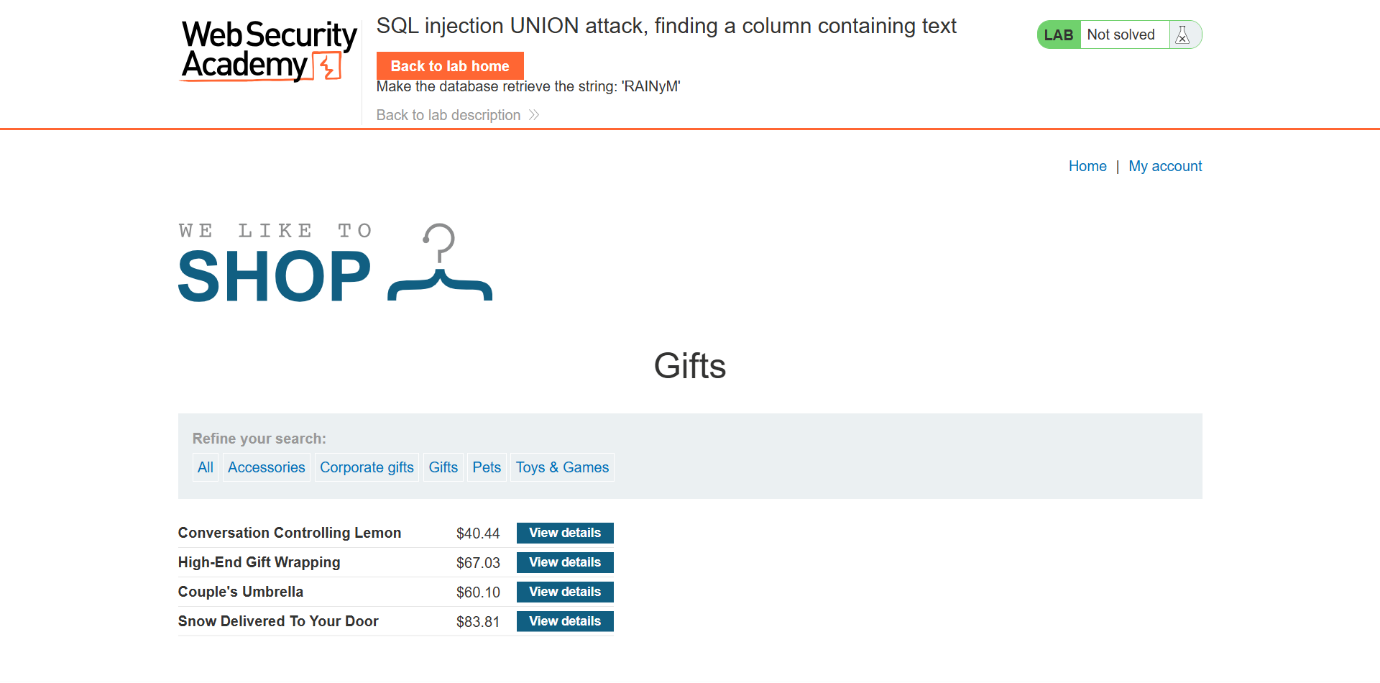 Web Security
Academy
SQL injection UNION attack, finding a column containing text
Back to lab home
Make the database retrieve the string: 'RAINyM'
Back to lab description
LAB Not solved
Home | My account
WE LIKE TO
SHOP
Gifts
Refine your search:
All Accessories Corporate gifts Gifts Pets Toys & Games
Conversation Controlling Lemon $40.44 View details
High-End Gift Wrapping $67.03 View details
Couple's Umbrella $60.10 View details
Snow Delivered To Your Door $83.81 View details